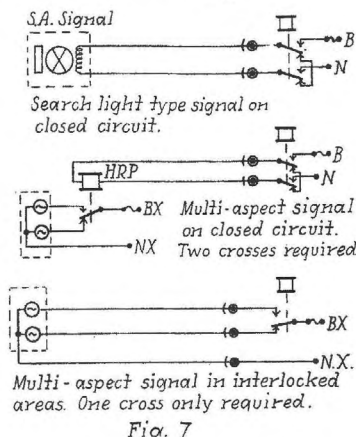 S.A. Signal
B
N
Search light type signal on
closed circuit.
HRP
B
N
BX
NX
Multi-aspect signal
on closed circuit.
Two crosses required
BX
N.X.
Multi-aspect signal in interlocked
areas. One cross only required.
Fig. 7